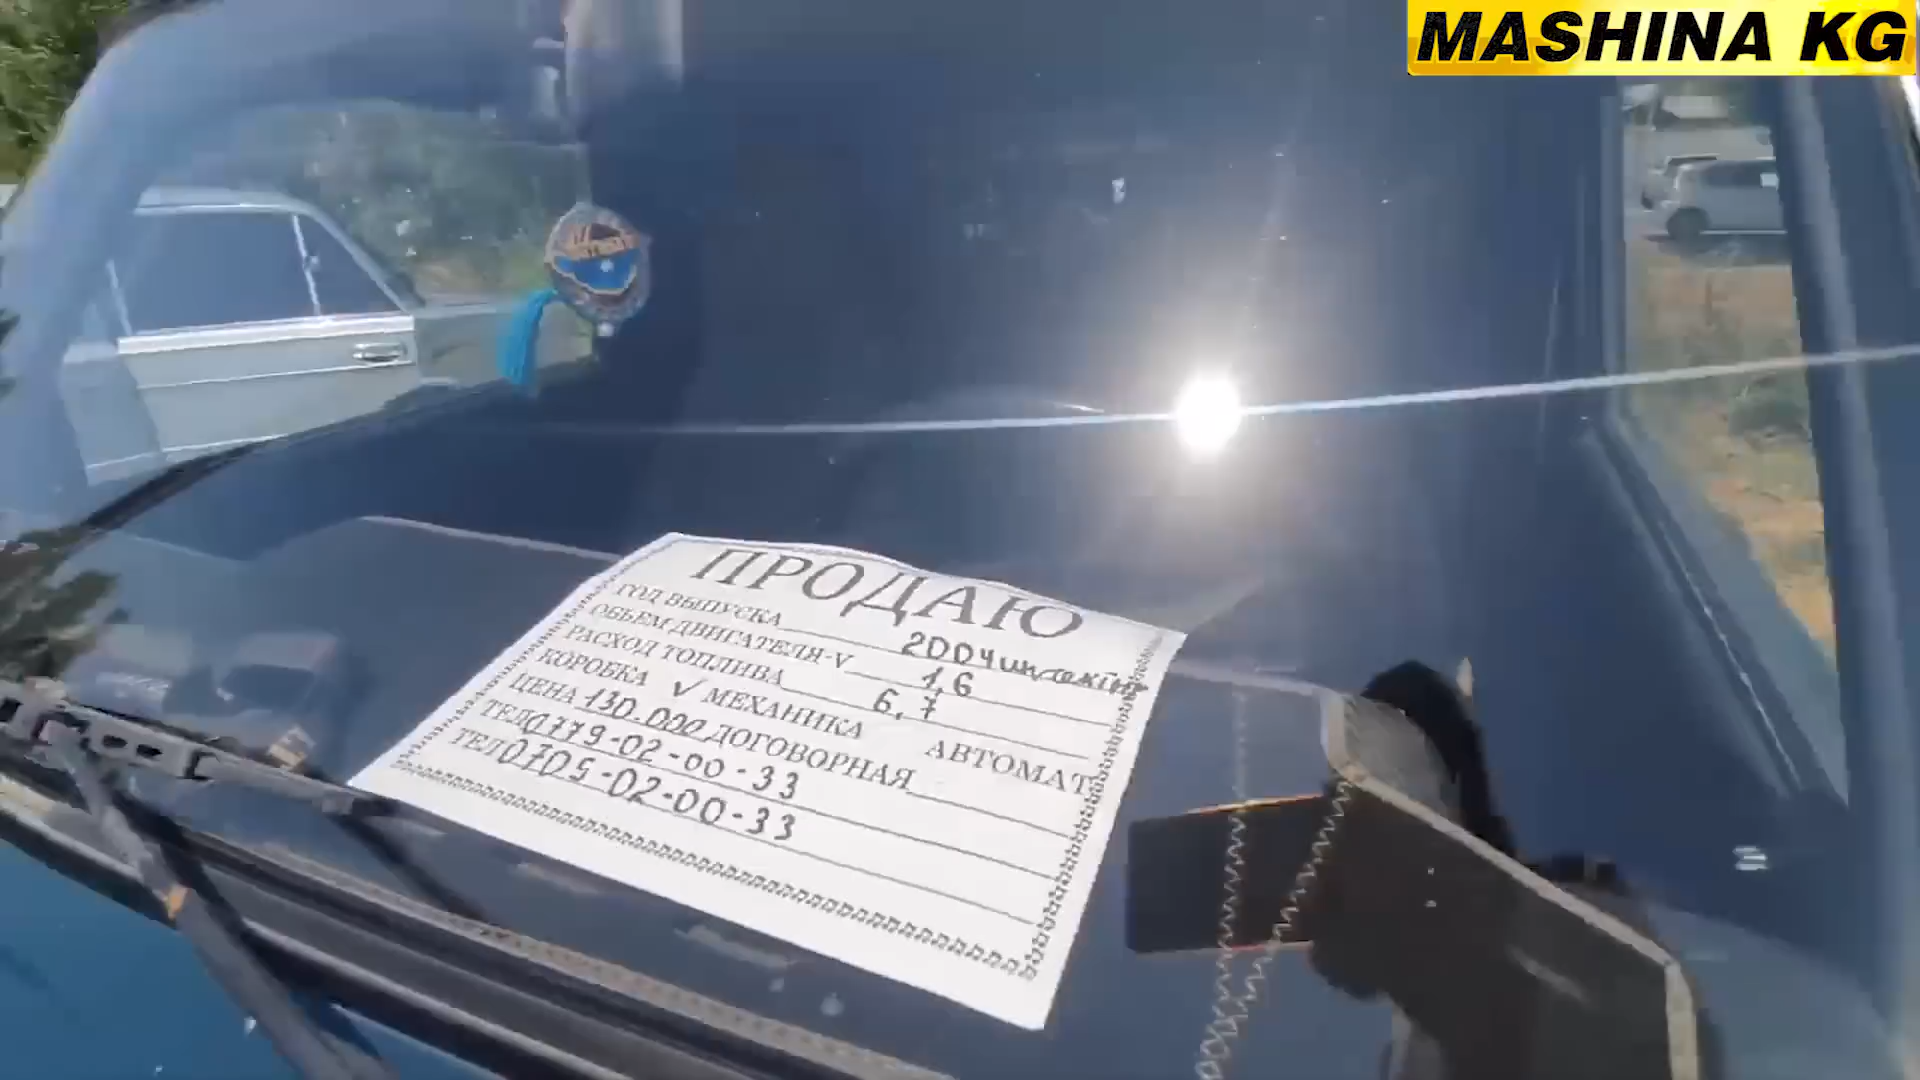 MASHINA KG
ПРОДАЮ
ГОД ВЫПУСКА 2004 инжектор
ОБЪЕМ ДВИГАТЕЛЯ-V 1,6
РАСХОД ТОПЛИВА 6,7
КОРОБКА ✓ МЕХАНИКА АВТОМАТ
ЦЕНА 130.000 ДОГОВОРНАЯ
ТЕЛ 0779-02-00-33
ТЕЛ 0705-02-00-33